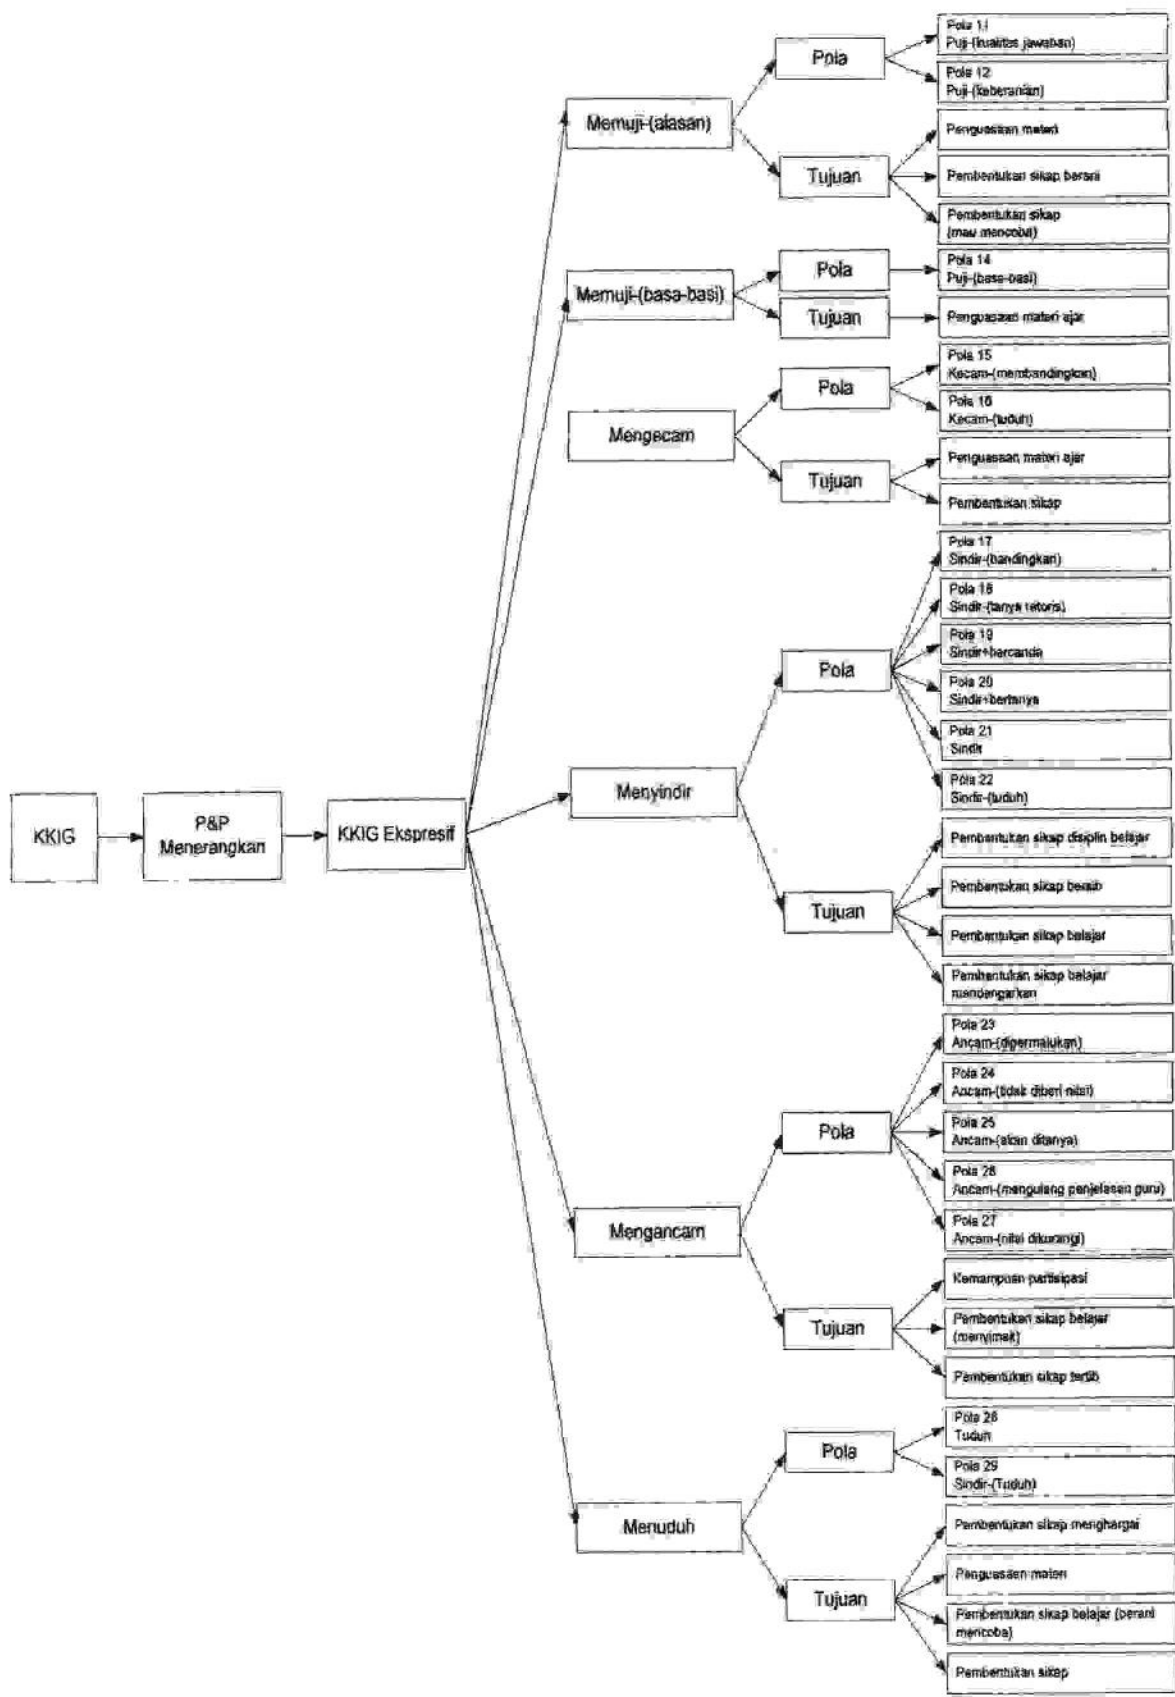 KKIG
P&P
Menerangkan
KKIG Ekspresif
Memuji-(alasan)
Pola
Pola 11
Puji-(kualitas jawaban)
Pola 12
Puji-(keberanian)
Tujuan
Penguasaan materi
Pembentukan sikap berani
Pembentukan sikap
(mau mencoba)
Memuji-(basa-basi)
Pola
Pola 14
Puji-(basa-basi)
Tujuan
Penguasaan materi ajar
Mengecam
Pola
Pola 15
Kecam-(membandingkan)
Pola 16
Kecam-(tuduh)
Tujuan
Penguasaan materi ajar
Pembentukan sikap
Menyindir
Pola
Pola 17
Sindir-(bandingkan)
Pola 18
Sindir-(tanya retoris)
Pola 19
Sindir+bercanda
Pola 20
Sindir+bertanya
Pola 21
Sindir
Pola 22
Sindir-(tuduh)
Tujuan
Pembentukan sikap disiplin belajar
Pembentukan sikap
Pembentukan sikap belajar
Pembentukan sikap belajar
mendengarkan
Mengancam
Pola
Pola 23
Ancam-(dipermalukan)
Pola 24
Ancam-(tidak diberi nilai)
Pola 25
Ancam-(akan ditanya)
Pola 26
Ancam-(mengulang penjelasan guru)
Pola 27
Ancam-(nilai dikurangi)
Tujuan
Kemampuan partisipasi
Pembentukan sikap belajar
(menyimak)
Pembentukan sikap tertib
Menuduh
Pola
Pola 28
Tuduh
Pola 29
Sindir-(Tuduh)
Tujuan
Pembentukan sikap menghargai
Penguasaan materi
Pembentukan sikap belajar (berani
mencoba)
Pembentukan sikap